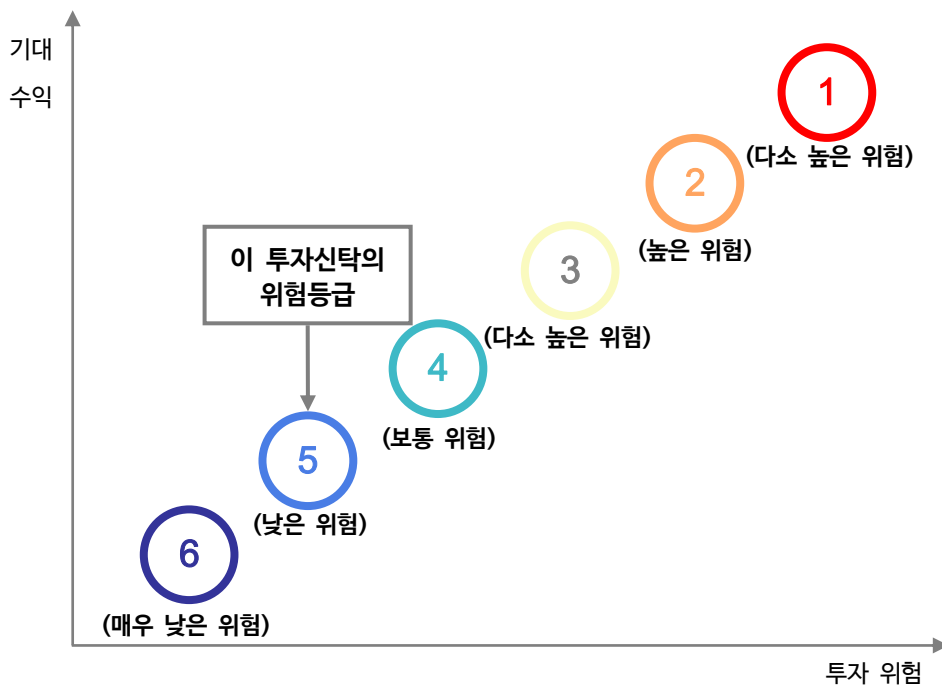 기대
수익
1
(다소 높은 위험)
2
(높은 위험)
이 투자신탁의
위험등급
3
(다소 높은 위험)
4
(보통 위험)
5
(낮은 위험)
6
(매우 낮은 위험)
투자 위험